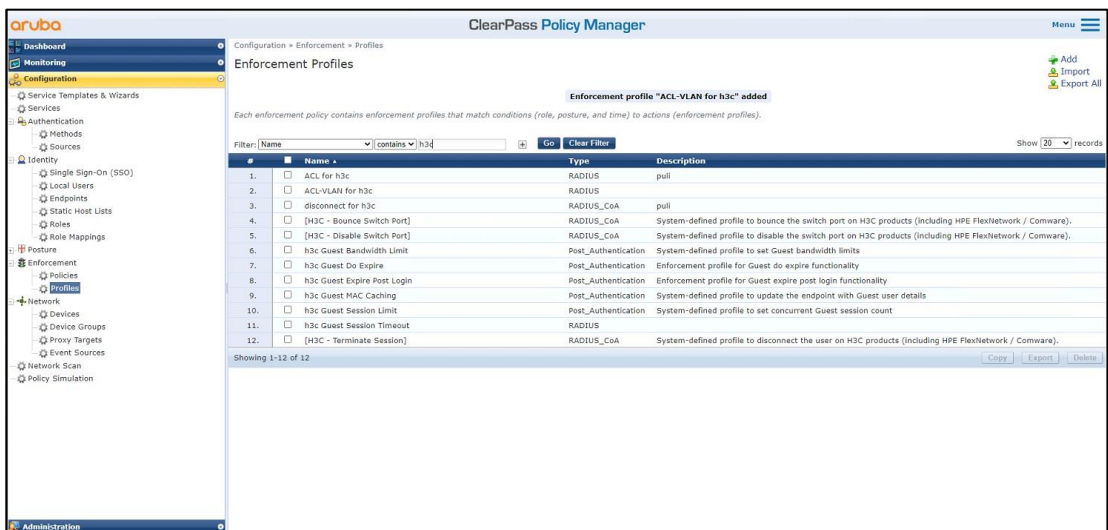 aruba
ClearPass Policy Manager
Menu
Dashboard
Monitoring
Configuration
Service Templates & Wizards
Services
Authentication
Methods
Sources
Identity
Single Sign-On (SSO)
Local Users
Endpoints
Static Host Lists
Roles
Role Mappings
Posture
Enforcement
Policies
Profiles
Network
Devices
Device Groups
Proxy Targets
Event Sources
Network Scan
Policy Simulation
Administration
Configuration » Enforcement » Profiles
Enforcement Profiles
Add
Import
Export All
Enforcement profile "ACL-VLAN for h3c" added
Each enforcement policy contains enforcement profiles that match conditions (role, posture, and time) to actions (enforcement profiles).
Filter: Name contains h3c Go Clear Filter Show 20 records
# Name Type Description
1. ACL for h3c RADIUS puli
2. ACL-VLAN for h3c RADIUS
3. disconnect for h3c RADIUS_CoA puli
4. [H3C - Bounce Switch Port] RADIUS_CoA System-defined profile to bounce the switch port on H3C products (including HPE FlexNetwork / Comware).
5. [H3C - Disable Switch Port] RADIUS_CoA System-defined profile to disable the switch port on H3C products (including HPE FlexNetwork / Comware).
6. h3c Guest Bandwidth Limit Post_Authentication System-defined profile to set Guest bandwidth limits
7. h3c Guest Do Expire Post_Authentication Enforcement profile for Guest do expire functionality
8. h3c Guest Expire Post Login Post_Authentication Enforcement profile for Guest expire post login functionality
9. h3c Guest MAC Caching Post_Authentication System-defined profile to update the endpoint with Guest user details
10. h3c Guest Session Limit Post_Authentication System-defined profile to set concurrent Guest session count
11. h3c Guest Session Timeout RADIUS
12. [H3C - Terminate Session] RADIUS_CoA System-defined profile to disconnect the user on H3C products (including HPE FlexNetwork / Comware).
Showing 1-12 of 12 Copy Export Delete